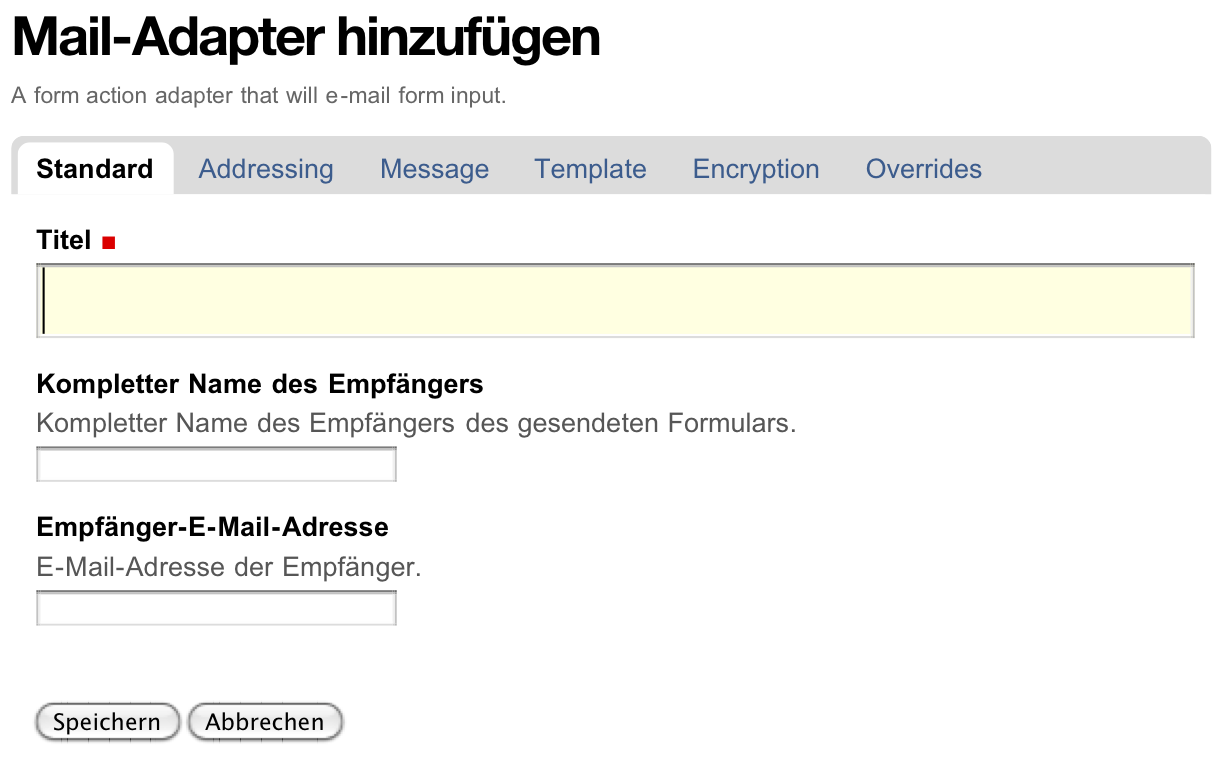 Mail-Adapter hinzufügen
A form action adapter that will e-mail form input.
Standard Addressing Message Template Encryption Overrides
Titel
Kompletter Name des Empfängers
Kompletter Name des Empfängers des gesendeten Formulars.
Empfänger-E-Mail-Adresse
E-Mail-Adresse der Empfänger.
Speichern Abbrechen